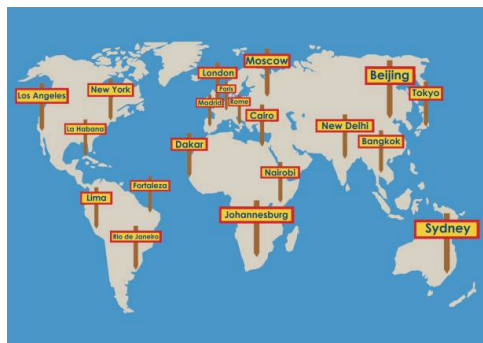 Moscow
London
Beijing
Paris
Los Angeles
New York
Tokyo
Madrid
Rome
Cairo
La Habana
New Delhi
Dakar
Bangkok
Nairobi
Fortaleza
Lima
Johannesburg
Sydney
Rio de Janeiro